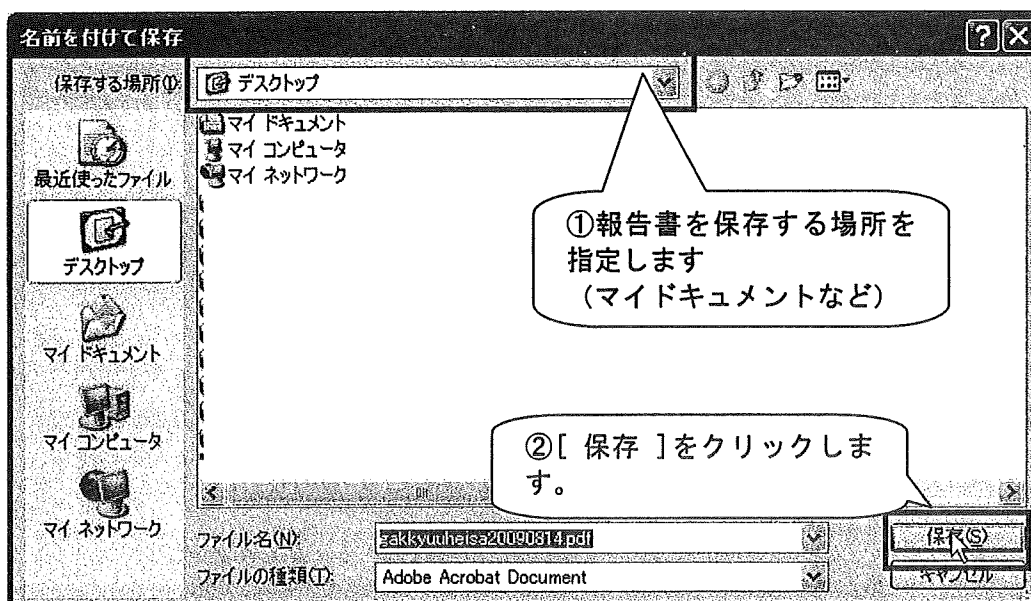 名前を付けて保存
保存する場所(I):
デスクトップ
最近使ったファイル
デスクトップ
マイ ドキュメント
マイ コンピュータ
マイ ネットワーク
マイ ドキュメント
マイ コンピュータ
マイ ネットワーク
①報告書を保存する場所を
指定します
(マイドキュメントなど)
②[ 保存 ]をクリックしま
す。
ファイル名(N):
gakkyuuheisa20090814.pdf
保存(S)
ファイルの種類(T):
Adobe Acrobat Document
キャンセル